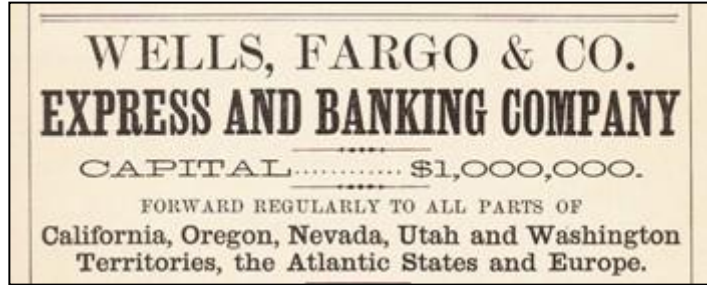 WELLS, FARGO & CO.
EXPRESS AND BANKING COMPANY
CAPITAL............ $1,000,000.
FORWARD REGULARLY TO ALL PARTS OF
California, Oregon, Nevada, Utah and Washington
Territories, the Atlantic States and Europe.